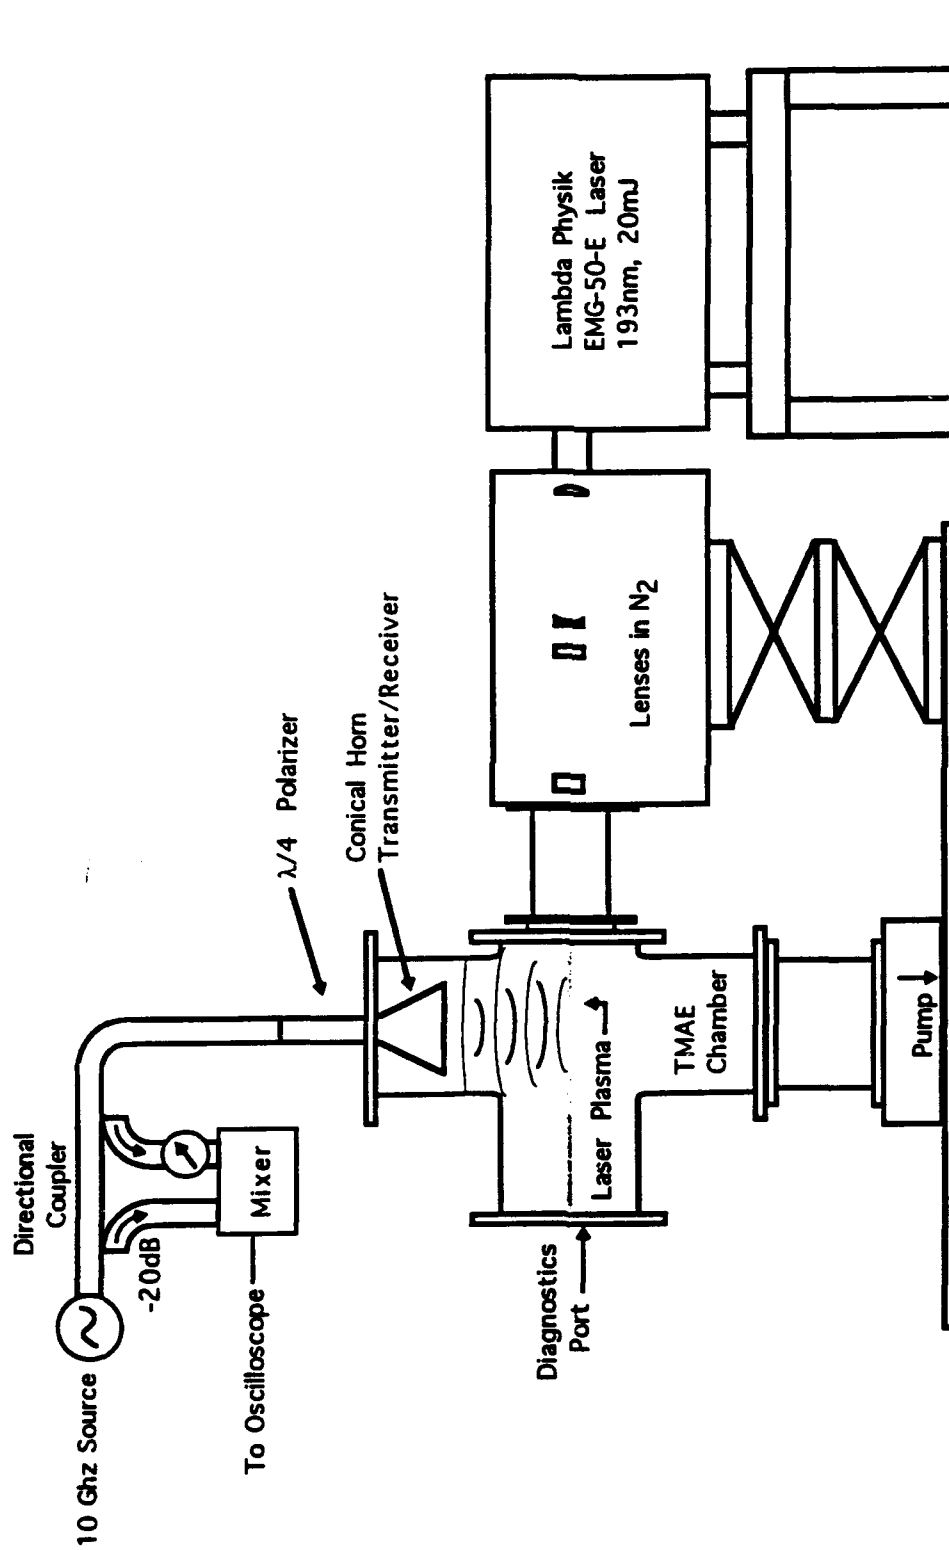 10 Ghz Source
Directional
Coupler
-20dB
Mixer
To Oscilloscope
λ/4 Polarizer
Conical Horn
Transmitter/Receiver
Diagnostics
Port
Laser Plasma
TMAE
Chamber
Pump
Lenses in N2
Lambda Physik
EMG-50-E Laser
193nm, 20mJ